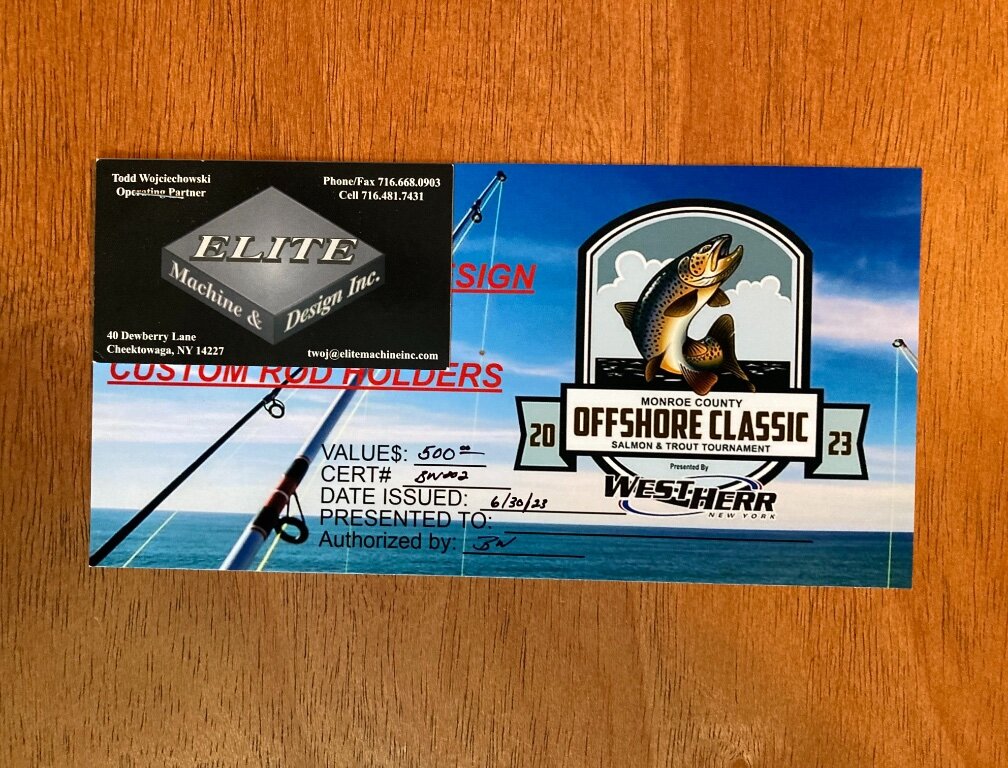 Todd Wojciechowski
Operating Partner
Phone/Fax 716.668.0903
Cell 716.481.7431
ELITE
Machine &
Design Inc.
40 Dewberry Lane
Cheektowaga, NY 14227
twoj@elitemachineinc.com
SIGN
CUSTOM ROD HOLDERS
VALUE$: 500 00
CERT# BW002
DATE ISSUED: 6/30/23
PRESENTED TO:
Authorized by: BW
MONROE COUNTY
20 OFFSHORE CLASSIC 23
SALMON & TROUT TOURNAMENT
Presented By
WEST HERR
NEW YORK